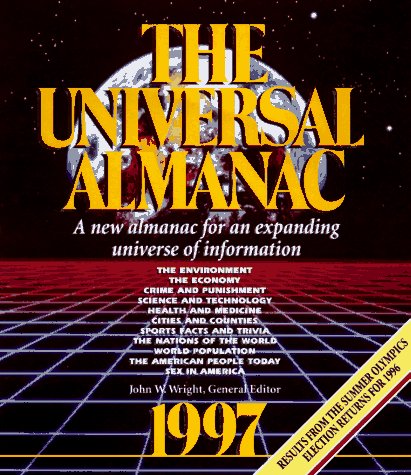 THE
UNIVERSAL
ALMANAC
A new almanac for an expanding
universe of information
THE ENVIRONMENT
THE ECONOMY
CRIME AND PUNISHMENT
SCIENCE AND TECHNOLOGY
HEALTH AND MEDICINE
CITIES AND COUNTIES
SPORTS FACTS AND TRIVIA
THE NATIONS OF THE WORLD
WORLD POPULATION
THE AMERICAN PEOPLE TODAY
SEX IN AMERICA
John W. Wright, General Editor
1997
RESULTS FROM THE SUMMER OLYMPICS
ELECTION RETURNS FOR 1996